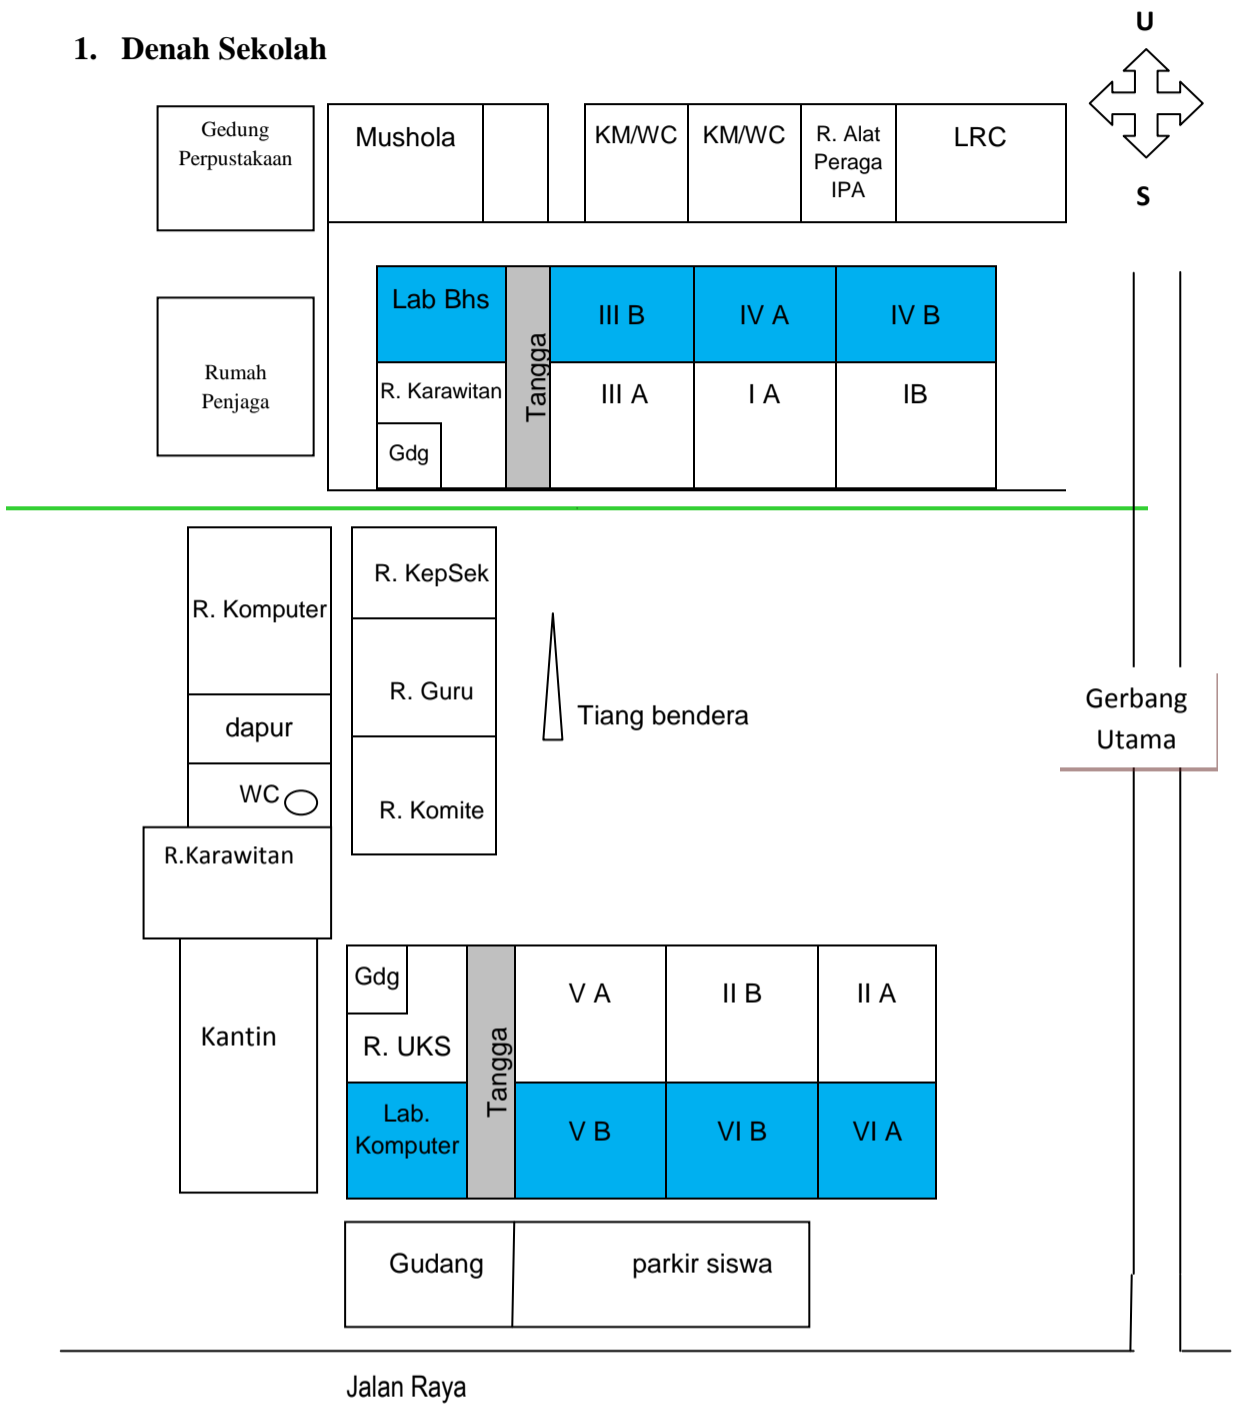 U
1. Denah Sekolah
Gedung
Perpustakaan
Mushola
KM/WC
KM/WC
R. Alat
Peraga
IPA
LRC
S
Lab Bhs
Tangga
III B
IV A
IV B
Rumah
Penjaga
R. Karawitan
III A
I A
IB
Gdg
R. Komputer
R. KepSek
R. Guru
Tiang bendera
Gerbang
Utama
dapur
WC
R. Komite
R.Karawitan
Gdg
Tangga
V A
II B
II A
Kantin
R. UKS
Lab.
Komputer
V B
VI B
VI A
Gudang
parkir siswa
Jalan Raya